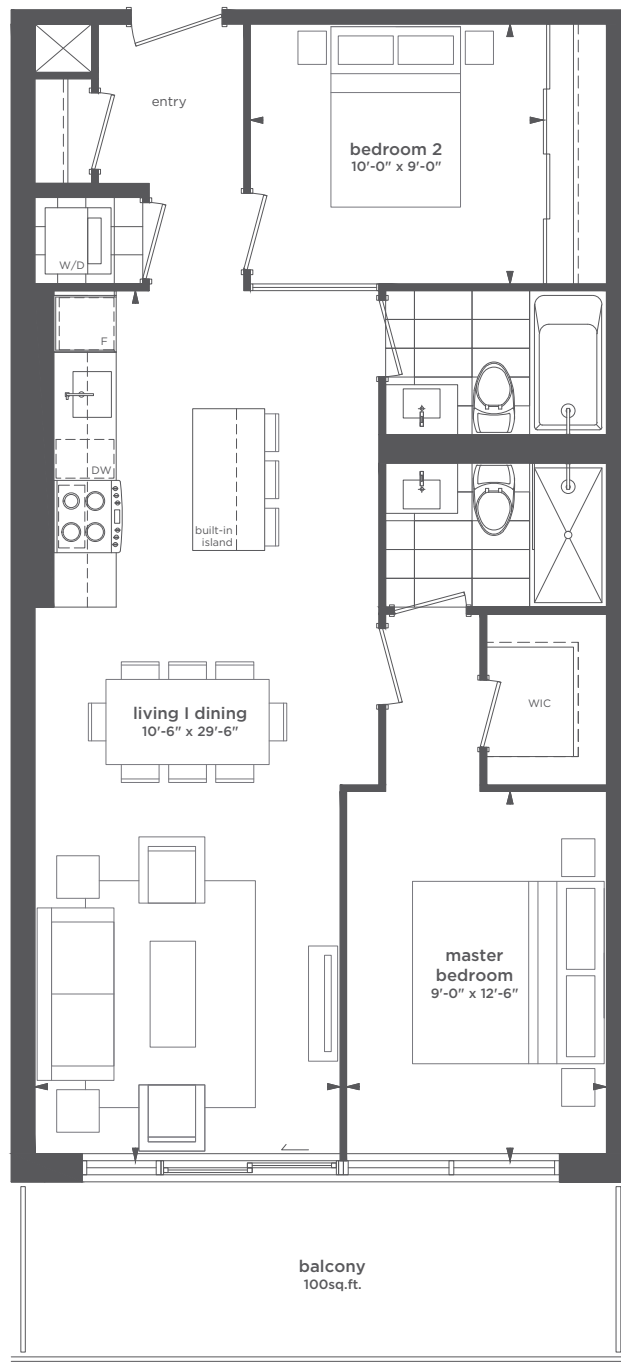 entry
bedroom 2
10'-0" x 9'-0"
W/D
F
DW
built-in
island
living I dining
10'-6" x 29'-6"
WIC
master
bedroom
9'-0" x 12'-6"
balcony
100sq.ft.